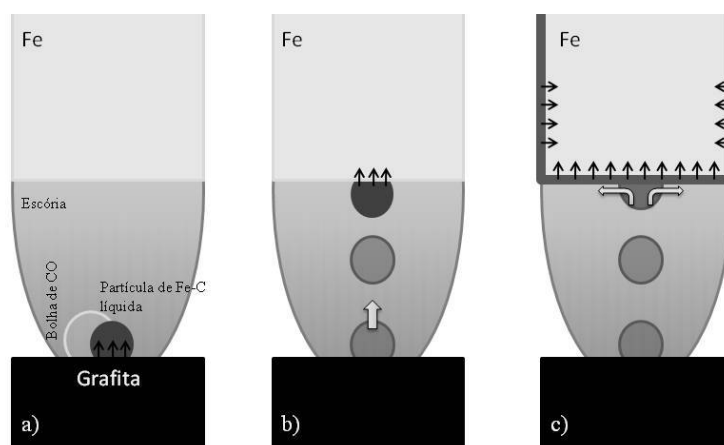 Fe
Escória
Bolha de CO
Partícula de Fe-C
líquida
Grafita
a)
Fe
b)
Fe
c)